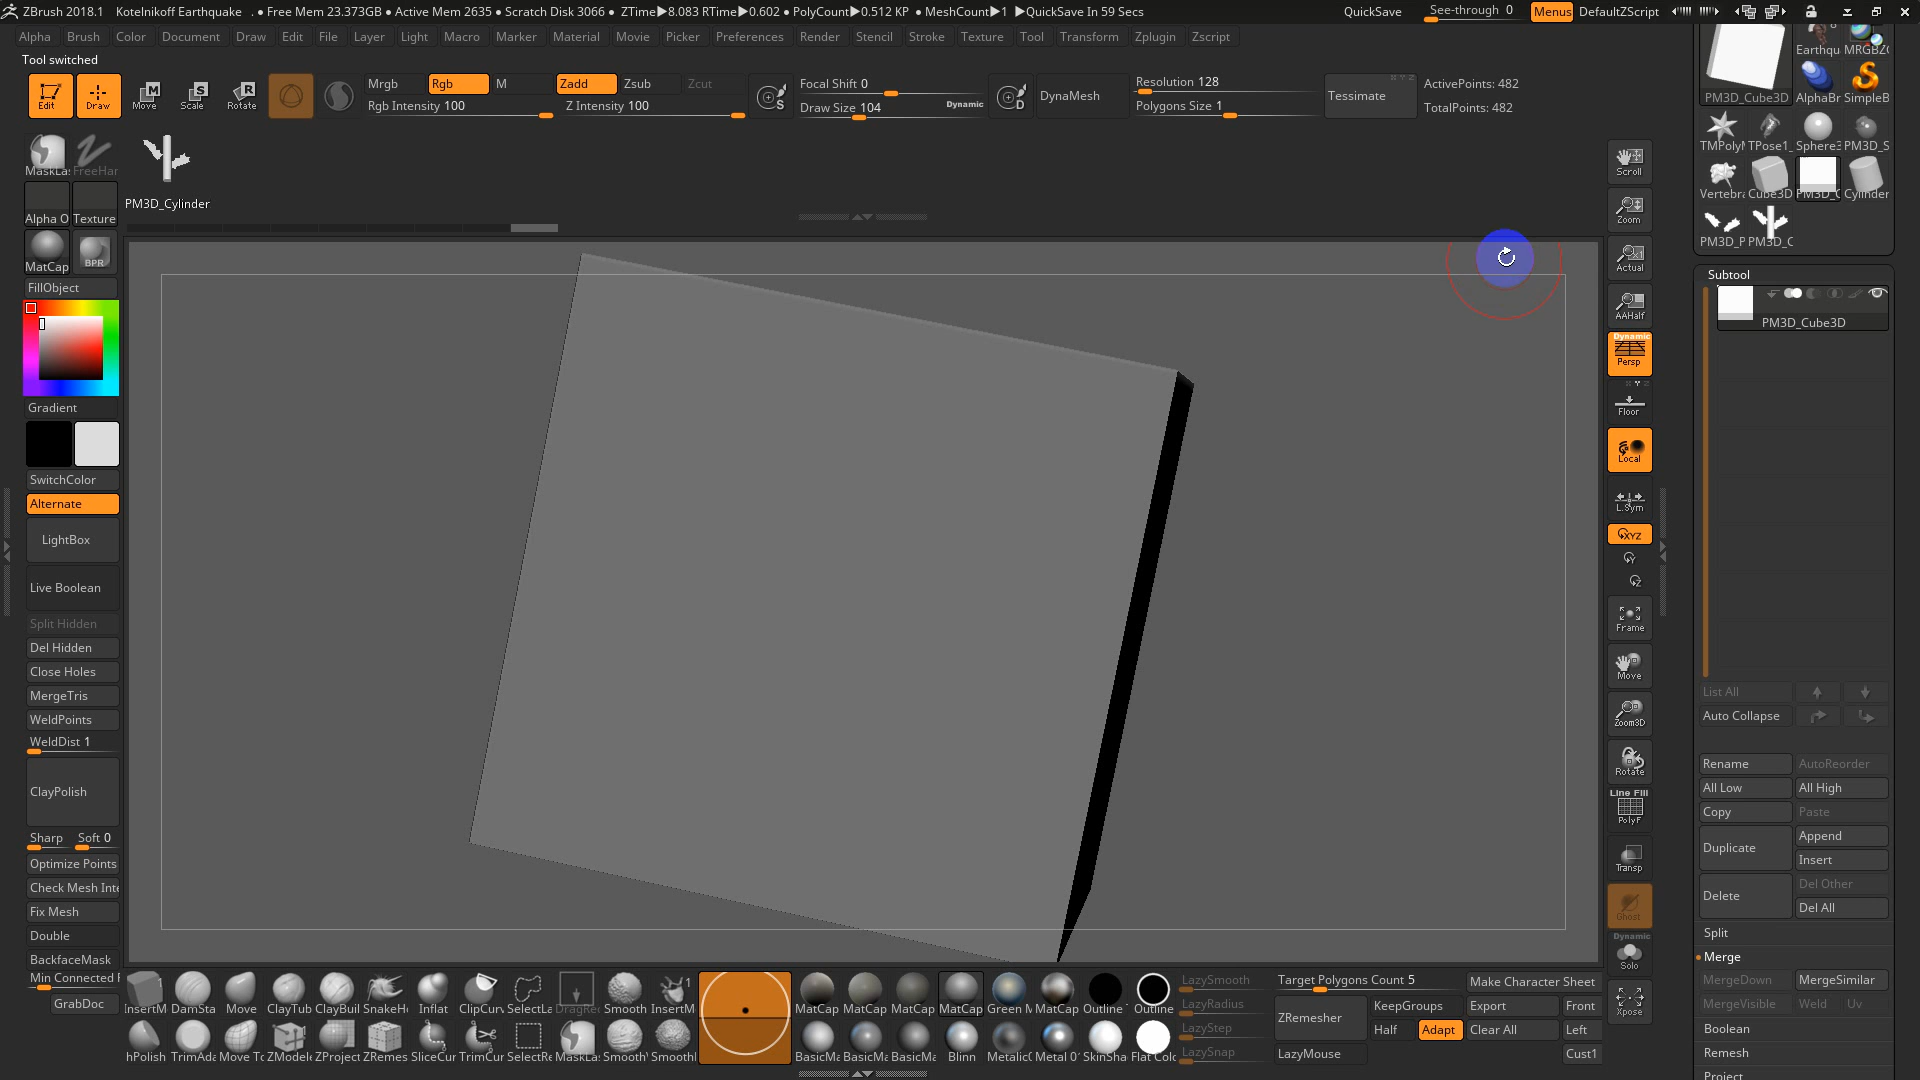 ZBrush 2018.1 Kotelnikoff Earthquake . • Free Mem 23.373GB • Active Mem 2635 • Scratch Disk 3066 • ZTime▶8.083 RTime▶0.602 • PolyCount▶0.512 KP • MeshCount▶1 ▶QuickSave In 59 Secs QuickSave See-through 0 Menus DefaultZScript
Alpha Brush Color Document Draw Edit File Layer Light Macro Marker Material Movie Picker Preferences Render Stencil Stroke Texture Tool Transform Zplugin Zscript
Tool switched
Edit Draw Move Scale Rotate
Mrgb Rgb M Zadd Zsub Zcut
Rgb Intensity 100 Z Intensity 100
Focal Shift 0
Draw Size 104 Dynamic
DynaMesh
Resolution 128
Polygons Size 1
Tessimate
ActivePoints: 482
TotalPoints: 482
PM3D_Cylinder
MaskLa FreeHar
Alpha O Texture
MatCap BPR
FillObject
Gradient
SwitchColor
Alternate
LightBox
Live Boolean
Split Hidden
Del Hidden
Close Holes
MergeTris
WeldPoints
WeldDist 1
ClayPolish
Sharp Soft 0
Optimize Points
Check Mesh Inte
Fix Mesh
Double
BackfaceMask
Min Connected P
GrabDoc
Scroll
Zoom
Actual
AAHalf
Dynamic
Persp
Floor
Local
L.Sym
XYZ
Y
Z
Frame
Move
Zoom3D
Rotate
Line Fill
PolyF
Transp
Ghost
Dynamic
Solo
Xpose
Earthqu MRGBZ
PM3D_Cube3D AlphaBr SimpleB
TMPoly TPose1_ Sphere3 PM3D_S
Vertebra Cube3D PM3D_C Cylinder
PM3D_P PM3D_C
Subtool
PM3D_Cube3D
List All
Auto Collapse
Rename AutoReorder
All Low All High
Copy Paste
Duplicate Append
Insert
Delete Del Other
Del All
Split
Merge
MergeDown MergeSimilar
MergeVisible Weld Uv
Boolean
Remesh
Project
InsertM DamSta Move ClayTub ClayBuil SnakeHo Inflat ClipCurv SelectLa DragRec Smooth InsertM
hPolish TrimAda Move To ZModele ZProject ZRemes SliceCur TrimCur SelectRe MaskLa Smooth Smooth
MatCap MatCap MatCap MatCap Green M MatCap Outline Outline
BasicMa BasicMa BasicMa Blinn MetalicC Metal 0 SkinSha Flat Colo
LazySmooth
LazyRadius
LazyStep
LazySnap
Target Polygons Count 5
ZRemesher
KeepGroups
Half Adapt
LazyMouse
Make Character Sheet
Export Front
Clear All Left
Cust1